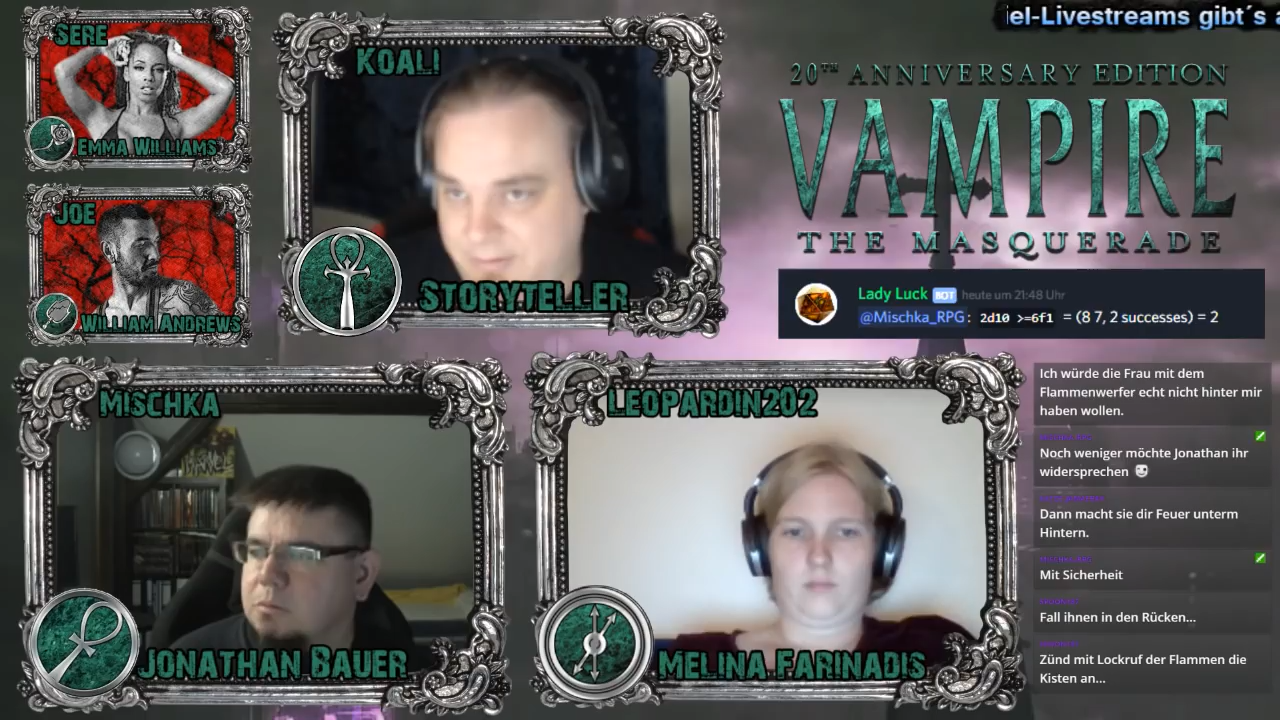 iel-Livestreams gibt´s a
SERE
EMMA WILLIAMS
JOE
WILLIAM ANDREWS
KOALI
STORYTELLER
20TH ANNIVERSARY EDITION
VAMPIRE
THE MASQUERADE
Lady Luck BOT heute um 21:48 Uhr
@Mischka_RPG: 2d10 >=6f1 = (8 7, 2 successes) = 2
MISCHKA
JONATHAN BAUER
LEOPARDIN202
MELINA FARINADIS
Ich würde die Frau mit dem
Flammenwerfer echt nicht hinter mir
haben wollen.
Noch weniger möchte Jonathan ihr
widersprechen
Dann macht sie dir Feuer unterm
Hintern.
Mit Sicherheit
Fall ihnen in den Rücken...
Zünd mit Lockruf der Flammen die
Kisten an...